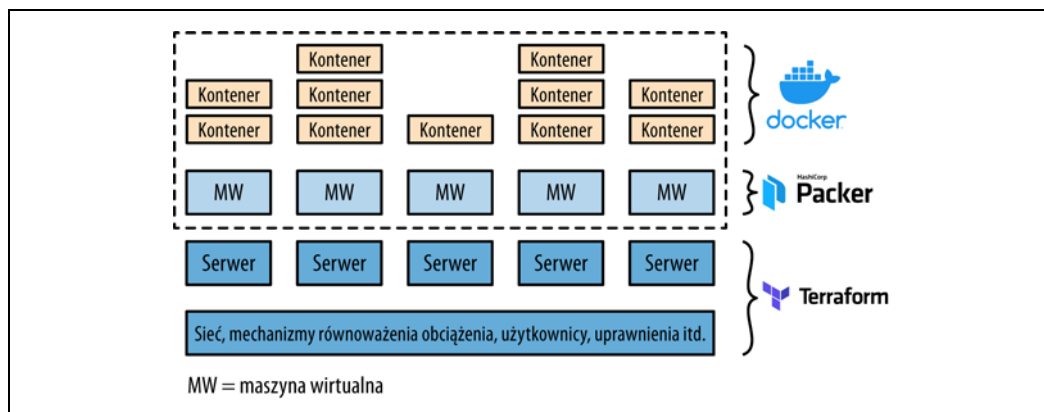 Kontener Kontener
Kontener Kontener Kontener Kontener
Kontener Kontener Kontener Kontener Kontener
docker
MW MW MW MW MW
HashiCorp
Packer
Serwer Serwer Serwer Serwer Serwer
Terraform
Sieć, mechanizmy równoważenia obciążenia, użytkownicy, uprawnienia itd.
MW = maszyna wirtualna